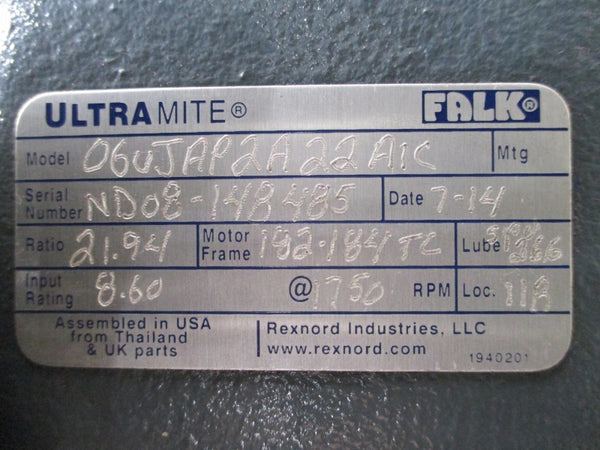 ULTRAMITE® FALK®
Model 06UJAP2A22A1C Mtg
Serial Number ND08-148485 Date 7-14
Ratio 21.94 Motor Frame 182-184TC Lube
Input Rating 8.60 @ 1750 RPM Loc.
Assembled in USA
from Thailand
& UK parts
Rexnord Industries, LLC
www.rexnord.com
1940201